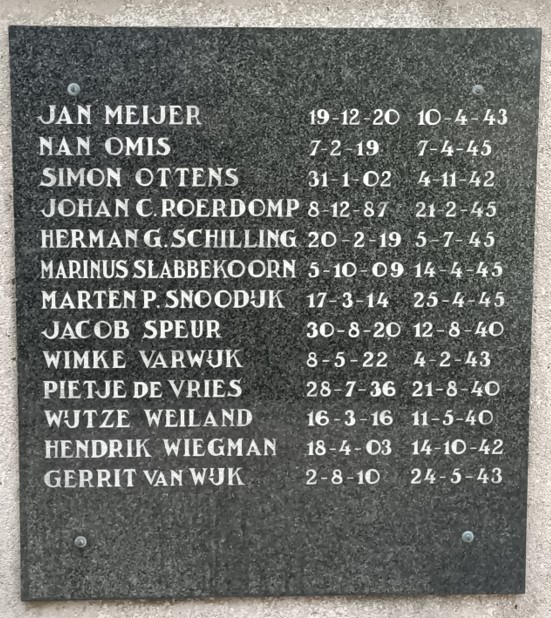 JAN MEIJER 19-12-20 10-4-43
NAN OMIS 7-2-19 7-4-45
SIMON OTTENS 31-1-02 4-11-42
JOHAN C. ROERDOMP 8-12-87 21-2-45
HERMAN G. SCHILLING 20-2-19 5-7-45
MARINUS SLABBEKOORN 5-10-09 14-4-45
MARTEN P. SNOODIJK 17-3-14 25-4-45
JACOB SPEUR 30-8-20 12-8-40
WIMKE VARWIJK 8-5-22 4-2-43
PIETJE DE VRIES 28-7-36 21-8-40
WIJTZE WEILAND 16-3-16 11-5-40
HENDRIK WIEGMAN 18-4-03 14-10-42
GERRIT VAN WIJK 2-8-10 24-5-43